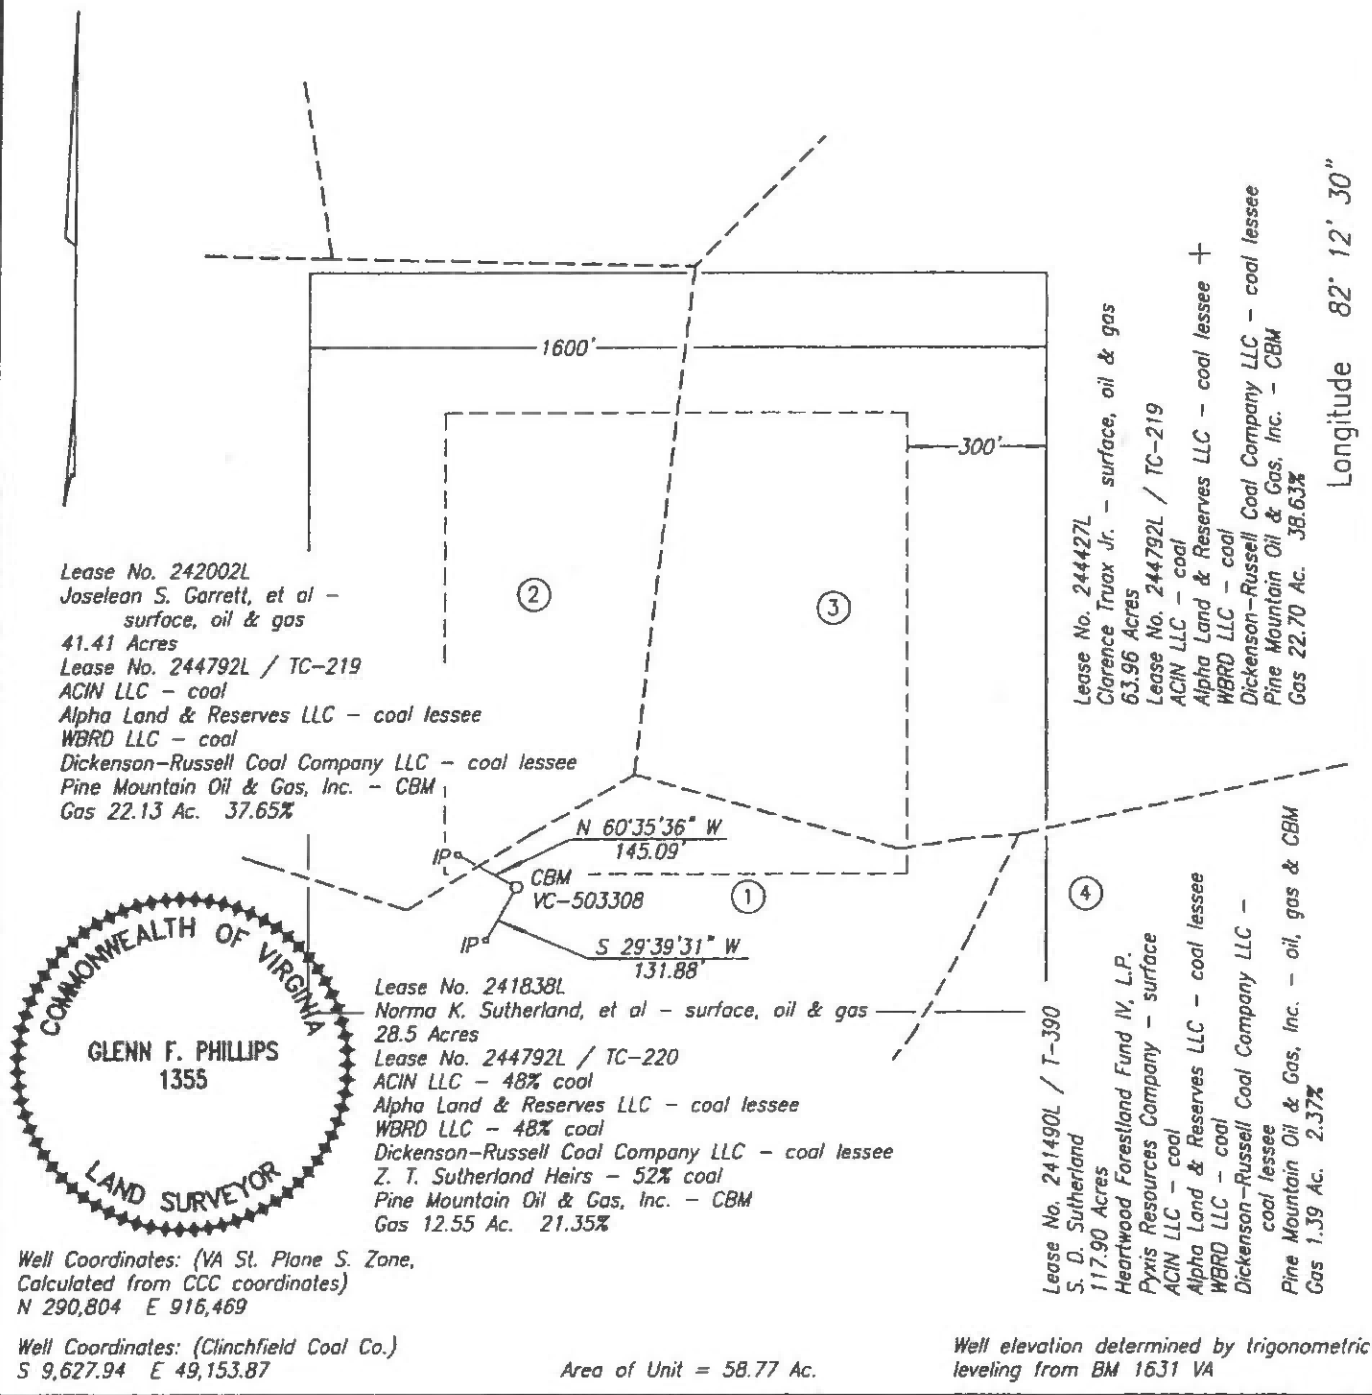 1600'
300'
Longitude 82° 12' 30"
+
2
3
Lease No. 242002L
Joselean S. Garrett, et al –
surface, oil & gas
41.41 Acres
Lease No. 244792L / TC-219
ACIN LLC – coal
Alpha Land & Reserves LLC – coal lessee
WBRD LLC – coal
Dickenson-Russell Coal Company LLC – coal lessee
Pine Mountain Oil & Gas, Inc. – CBM
Gas 22.13 Ac. 37.65%
Lease No. 244427L
Clarence Truax Jr. – surface, oil & gas
63.96 Acres
Lease No. 244792L / TC-219
ACIN LLC – coal
Alpha Land & Reserves LLC – coal lessee
WBRD LLC – coal
Dickenson-Russell Coal Company LLC – coal lessee
Pine Mountain Oil & Gas, Inc. – CBM
Gas 22.70 Ac. 38.63%
N 60°35'36" W
145.09'
IP
CBM
VC-503308
1
4
IP
S 29°39'31" W
131.88'
COMMONWEALTH OF VIRGINIA
GLENN F. PHILLIPS
1355
LAND SURVEYOR
Lease No. 241838L
Norma K. Sutherland, et al – surface, oil & gas
28.5 Acres
Lease No. 244792L / TC-220
ACIN LLC – 48% coal
Alpha Land & Reserves LLC – coal lessee
WBRD LLC – 48% coal
Dickenson-Russell Coal Company LLC – coal lessee
Z. T. Sutherland Heirs – 52% coal
Pine Mountain Oil & Gas, Inc. – CBM
Gas 12.55 Ac. 21.35%
Lease No. 241490L / T-390
S. D. Sutherland
117.90 Acres
Heartwood Forestland Fund IV, L.P.
Pyxis Resources Company – surface
ACIN LLC – coal
Alpha Land & Reserves LLC – coal lessee
WBRD LLC – coal
Dickenson-Russell Coal Company LLC –
coal lessee
Pine Mountain Oil & Gas, Inc. – oil, gas & CBM
Gas 1.39 Ac. 2.37%
Well Coordinates: (VA St. Plane S. Zone,
Calculated from CCC coordinates)
N 290,804 E 916,469
Well Coordinates: (Clinchfield Coal Co.)
S 9,627.94 E 49,153.87
Area of Unit = 58.77 Ac.
Well elevation determined by trigonometric
leveling from BM 1631 VA